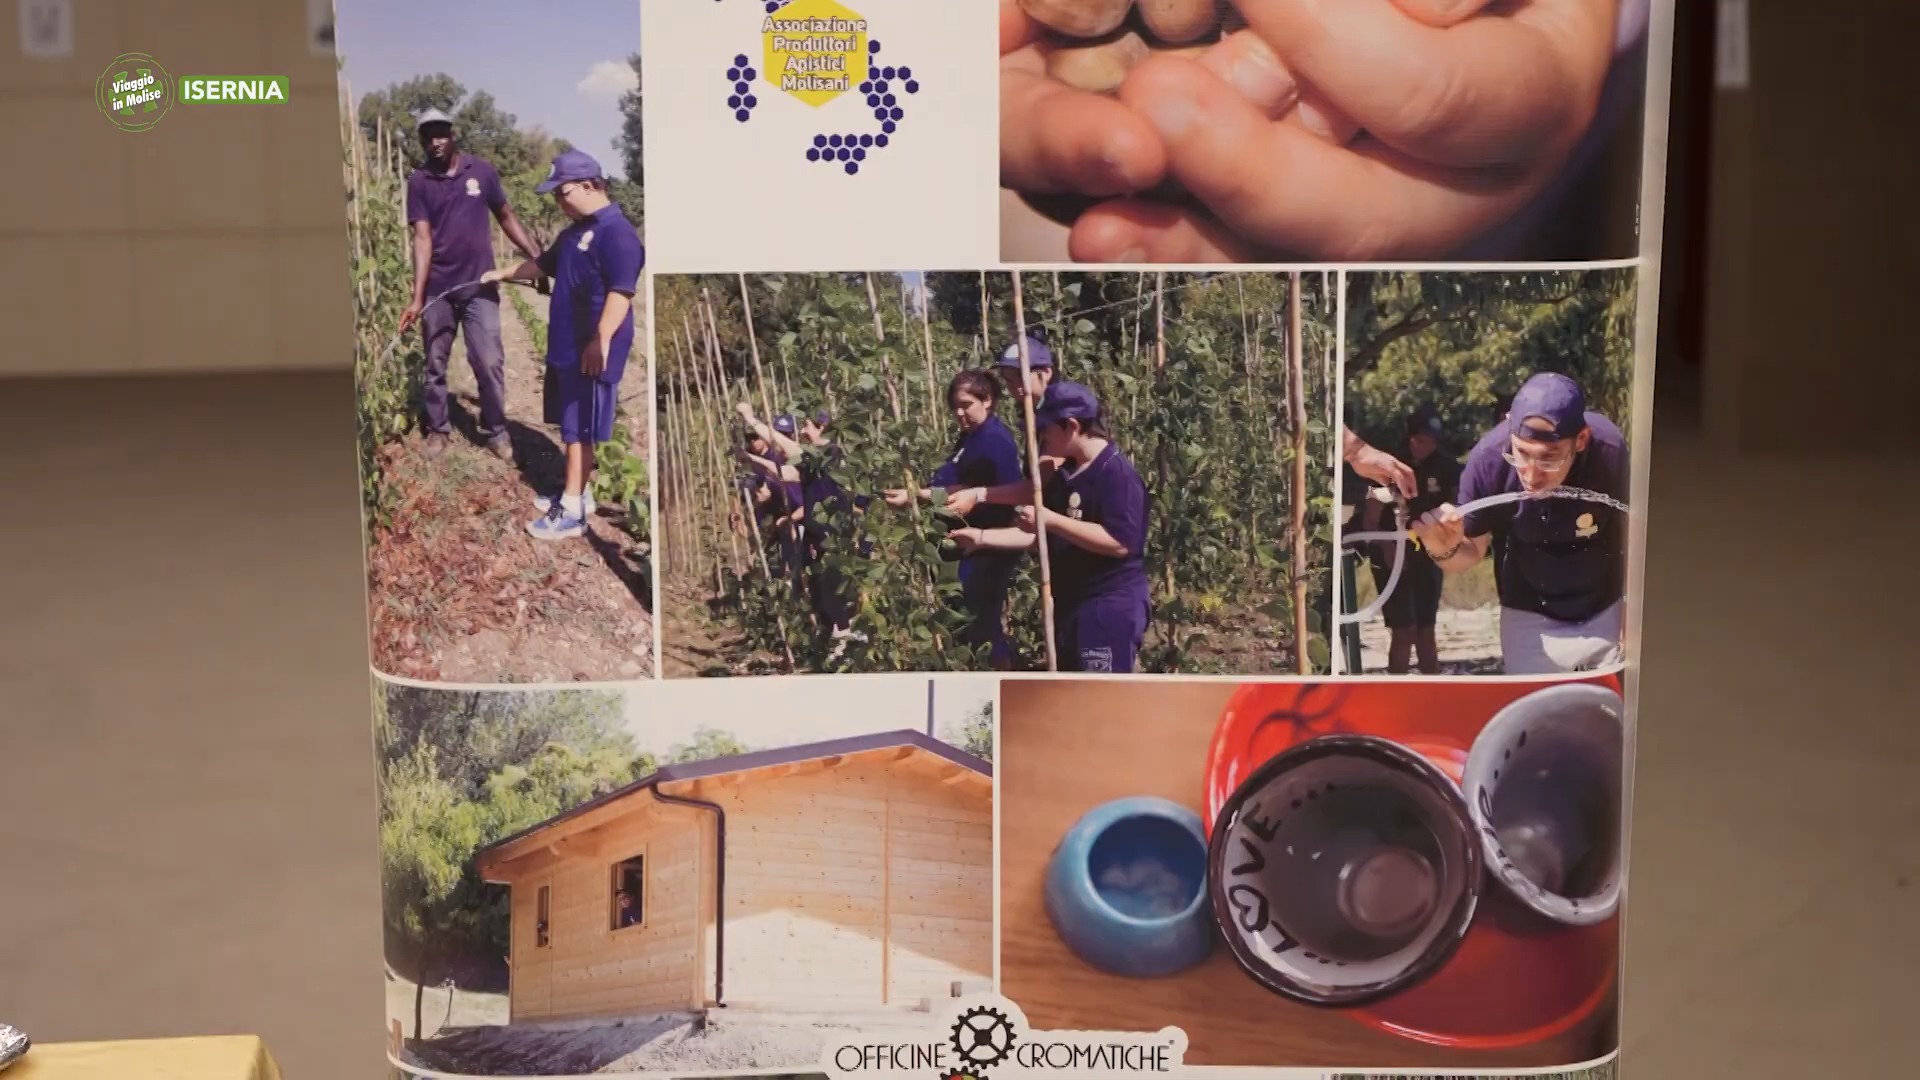 Viaggio
in Molise
ISERNIA
Associazione
Produttori
Apistici
Molisani
LOVE...
OFFICINE CROMATICHE